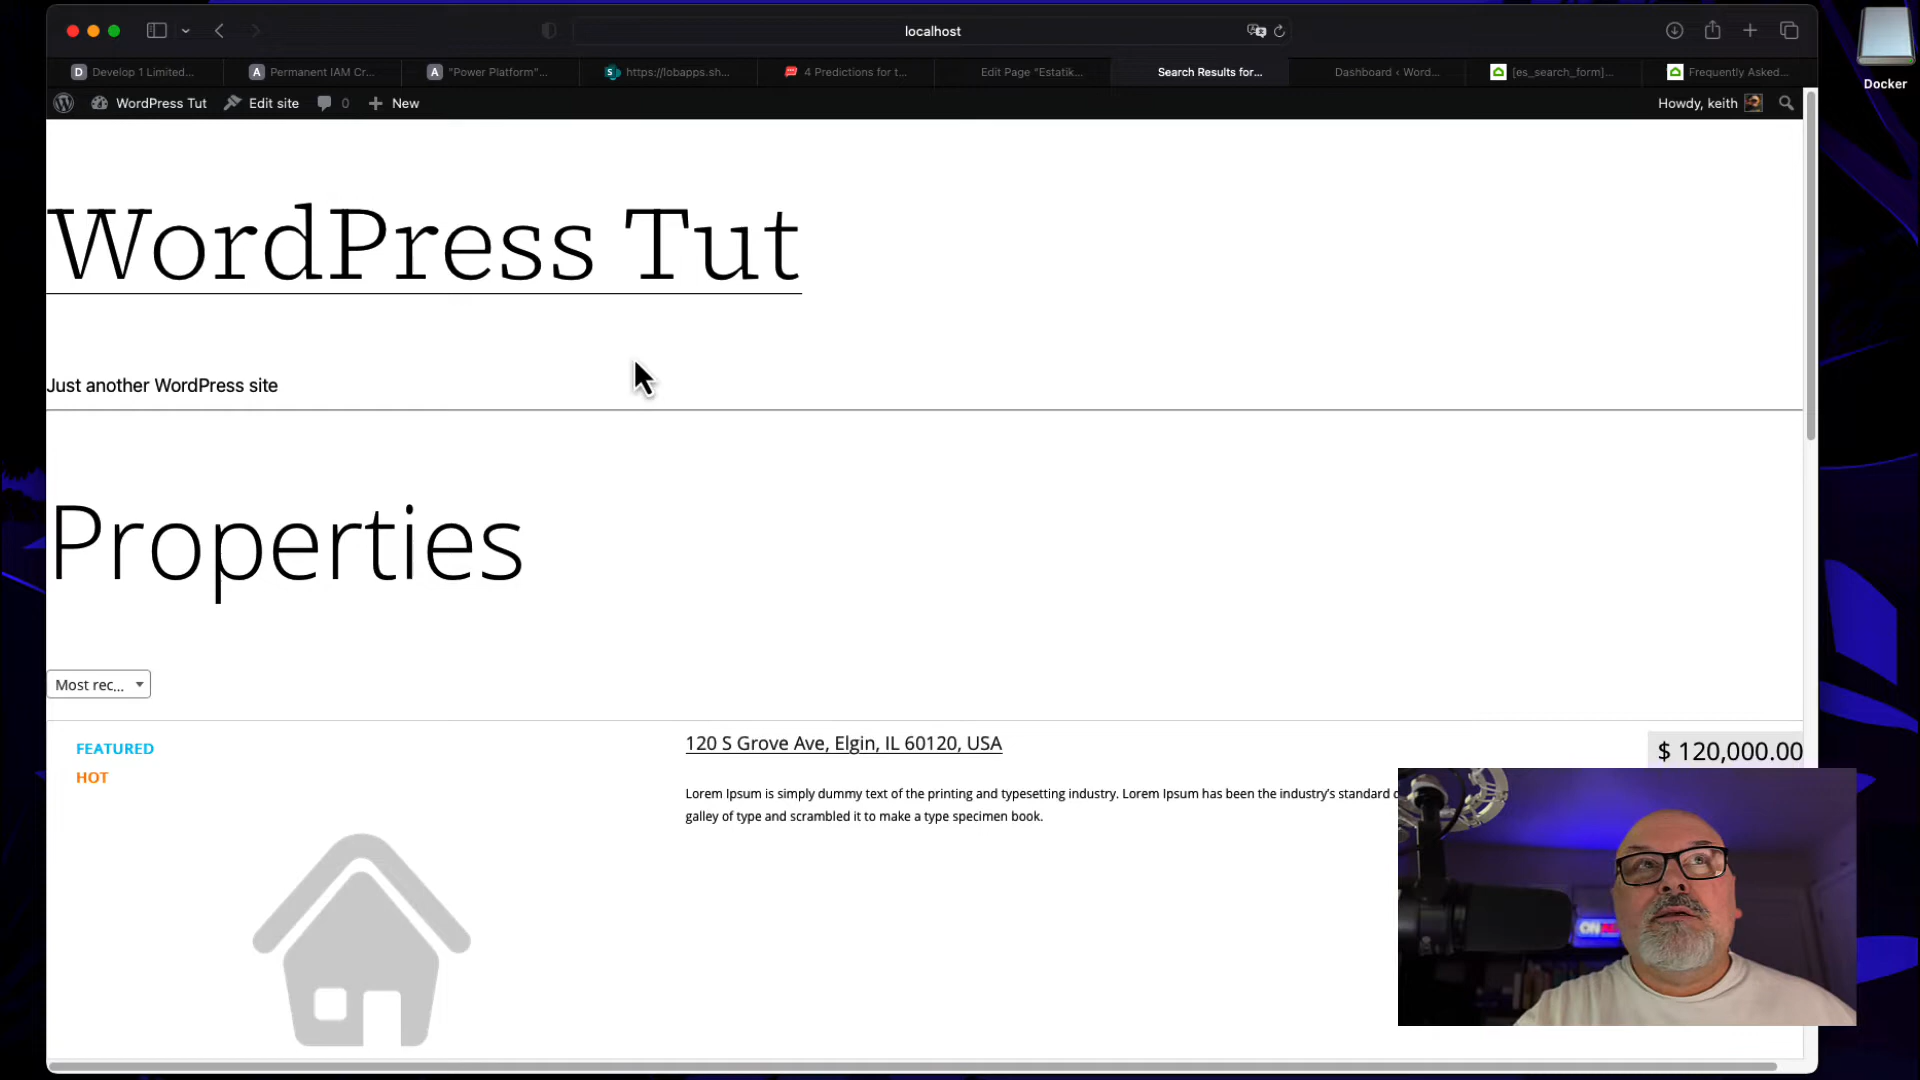 localhost
Docker
D Develop 1 Limited...
A Permanent IAM Cr...
A "Power Platform"...
S https://lobapps.sh...
4 Predictions for t...
Edit Page "Estatik...
Search Results for...
Dashboard ‹ Word...
[es_search_form]...
Frequently Asked...
WordPress Tut
Edit site
0
New
Howdy, keith
WordPress Tut
Just another WordPress site
Properties
Most rec...
FEATURED
HOT
120 S Grove Ave, Elgin, IL 60120, USA
$ 120,000.00
Lorem Ipsum is simply dummy text of the printing and typesetting industry. Lorem Ipsum has been the industry's standard
galley of type and scrambled it to make a type specimen book.
ON